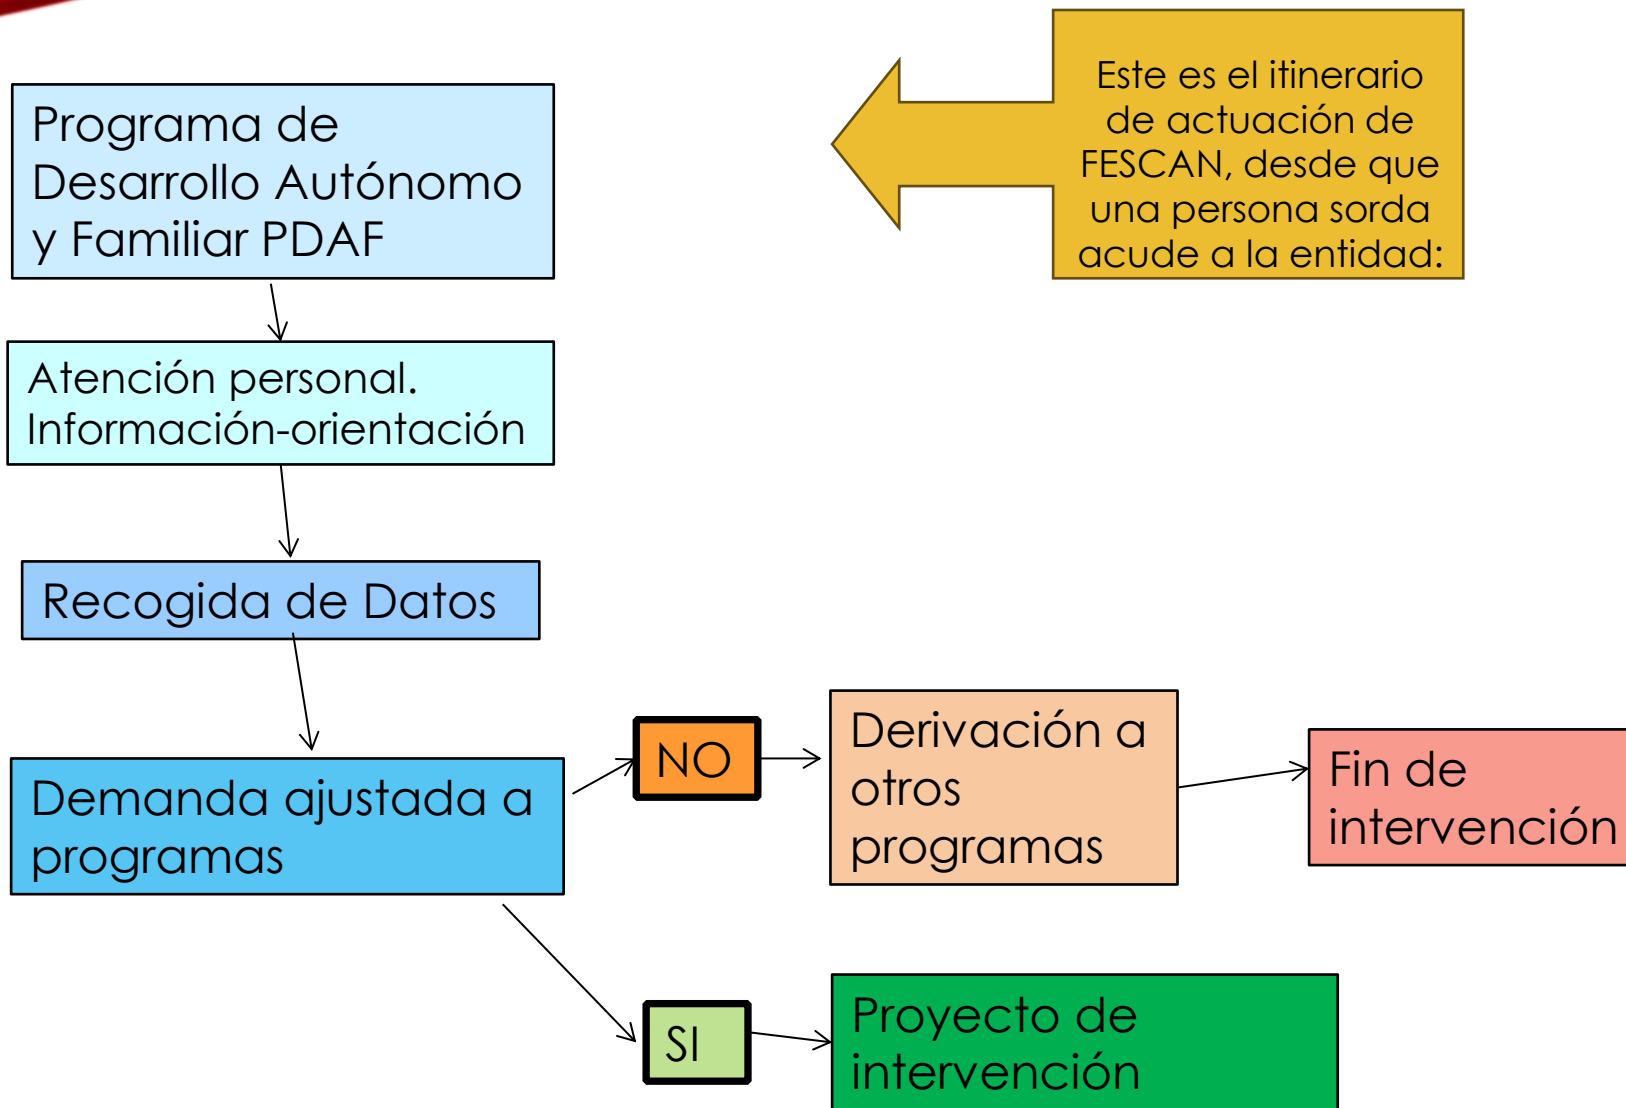 Este es el itinerario
de actuación de
FESCAN, desde que
una persona sorda
acude a la entidad:
Programa de
Desarrollo Autónomo
y Familiar PDAF
Atención personal.
Información-orientación
Recogida de Datos
Demanda ajustada a
programas
NO
Derivación a
otros
programas
Fin de
intervención
SI
Proyecto de
intervención